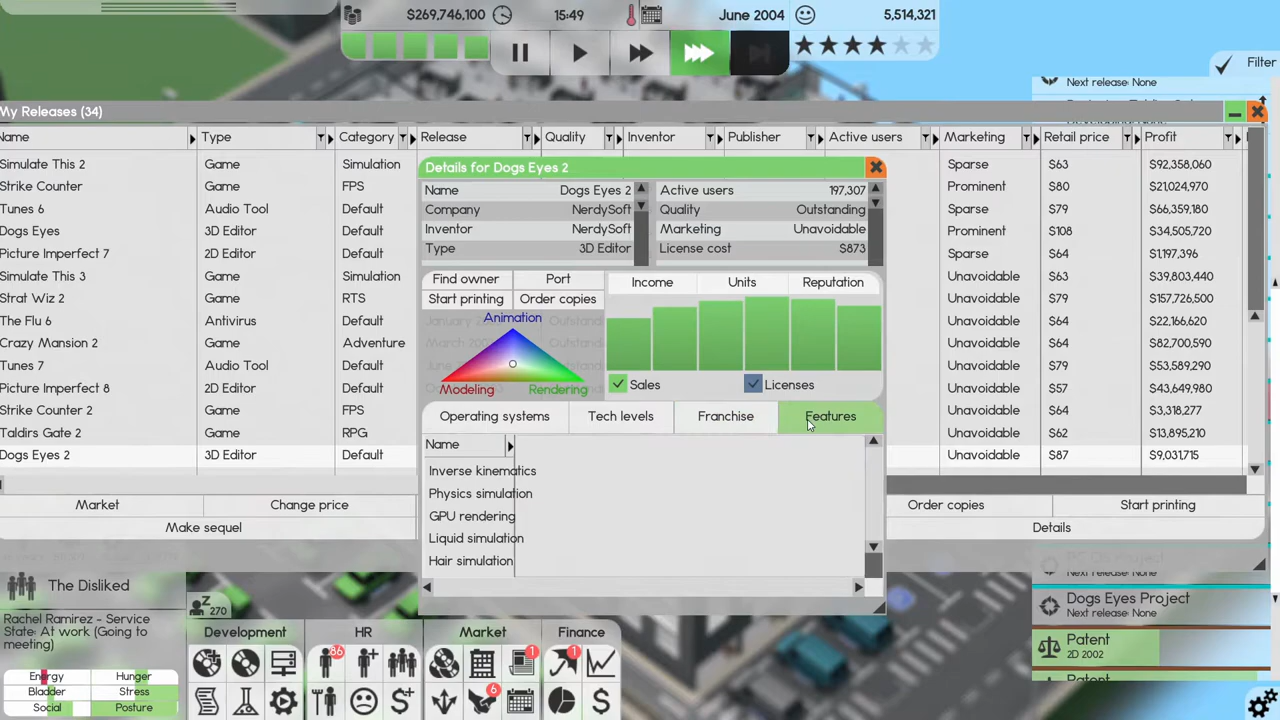 $269,746,100 15:49 June 2004 5,514,321
Filter
Next release: None
My Releases (34)
Name Type Category Release Quality Inventor Publisher Active users Marketing Retail price Profit
Simulate This 2 Game Simulation Sparse $63
Strike Counter Game FPS Prominent $80 $21,024,970
Tunes 6 Audio Tool Default Sparse $79 $66,359,180
Dogs Eyes 3D Editor Default Prominent $108 $34,505,720
Picture Imperfect 7 2D Editor Default Sparse $64 $1,197,396
Simulate This 3 Game Simulation Unavoidable $63 $39,803,440
Strat Wiz 2 Game RTS Unavoidable $79 $157,726,500
The Flu 6 Antivirus Default Unavoidable $64 $22,166,620
Crazy Mansion 2 Game Adventure Unavoidable $64 $82,700,590
Tunes 7 Audio Tool Default Unavoidable $79 $53,589,290
Picture Imperfect 8 2D Editor Default Unavoidable $57 $43,649,980
Strike Counter 2 Game FPS Unavoidable $64 $3,318,277
Taldirs Gate 2 Game RPG Unavoidable $62 $13,895,210
Dogs Eyes 2 3D Editor Default Unavoidable $87 $9,031,715
Market Change price Order copies Start printing
Make sequel Details
Details for Dogs Eyes 2
Name Dogs Eyes 2 Active users 197,307
Company NerdySoft Quality Outstanding
Inventor NerdySoft Marketing Unavoidable
Type 3D Editor License cost $873
Find owner Port Income Units Reputation
Start printing Order copies
Animation
Modeling Rendering Sales Licenses
Operating systems Tech levels Franchise Features
Name
Inverse kinematics
Physics simulation
GPU rendering
Liquid simulation
Hair simulation
The Disliked
Rachel Ramirez - Service
State: At work (Going to
meeting)
Energy Hunger
Bladder Stress
Social Posture
Z
270
Development HR Market Finance
86 1 1
6
Next release: None
Dogs Eyes Project
Next release: None
Patent
2D 2002